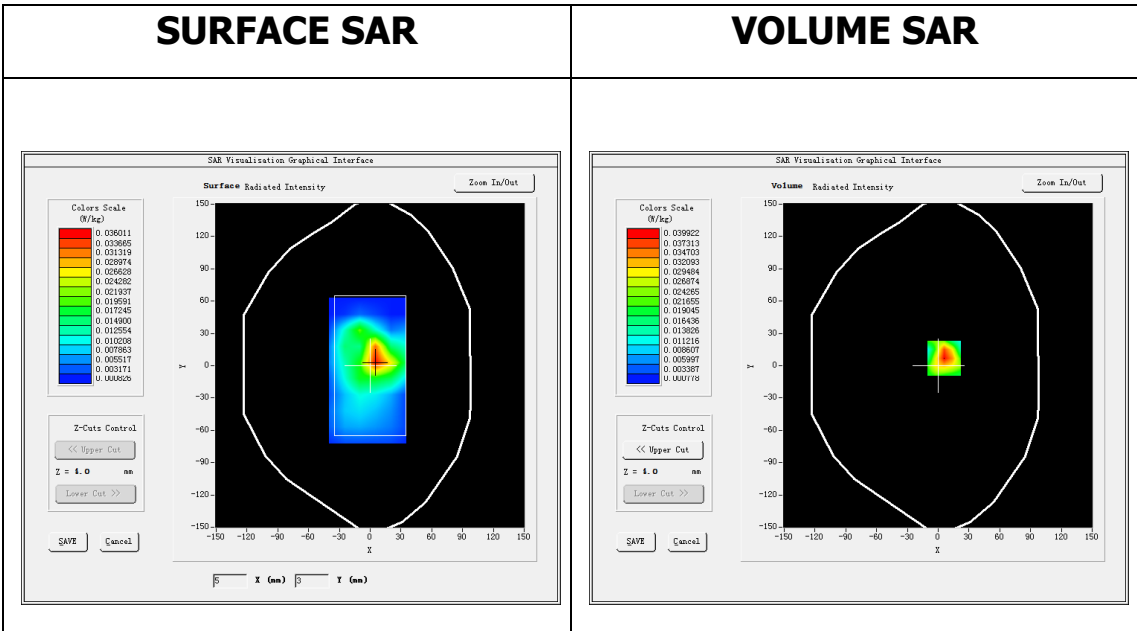 SURFACE SAR
VOLUME SAR
SAR Visualisation Graphical Interface
Surface Radiated Intensity
Zoom In/Out
Colors Scale
(W/kg)
0.036011
0.033665
0.031319
0.028974
0.026628
0.024282
0.021937
0.019591
0.017245
0.014900
0.012554
0.010208
0.007863
0.005517
0.003171
0.000826
Z-Cuts Control
<< Upper Cut
Z = 4.0 mm
Lower Cut >>
SAVE
Cancel
150
120
90
60
30
0
-30
-60
-90
-120
-150
Y
-150 -120 -90 -60 -30 0 30 60 90 120 150
X
5 X (mm) 3 Y (mm)
SAR Visualisation Graphical Interface
Volume Radiated Intensity
Zoom In/Out
Colors Scale
(W/kg)
0.039922
0.037313
0.034703
0.032093
0.029484
0.026874
0.024265
0.021655
0.019045
0.016436
0.013826
0.011216
0.008607
0.005997
0.003387
0.000778
Z-Cuts Control
<< Upper Cut
Z = 4.0 mm
Lower Cut >>
SAVE
Cancel
150
120
90
60
30
0
-30
-60
-90
-120
-150
Y
-150 -120 -90 -60 -30 0 30 60 90 120 150
X